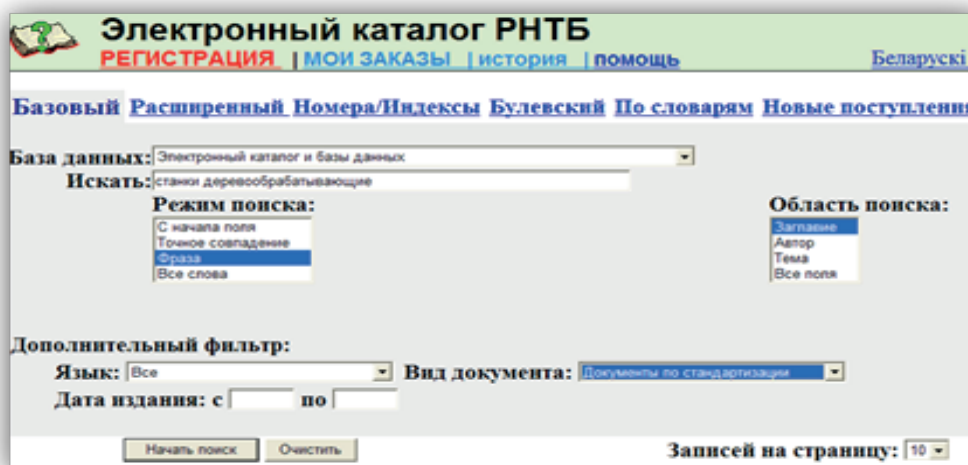 Электронный каталог РНТБ
РЕГИСТРАЦИЯ | МОИ ЗАКАЗЫ | история | помощь Беларускі
Базовый Расширенный Номера/Индексы Булевский По словарям Новые поступления
База данных: Электронный каталог и базы данных
Искать: станки деревообрабатывающие
Режим поиска: Область поиска:
С начала поля Заглавие
Точное совпадение Автор
Фраза Тема
Все слова Все поля
Дополнительный фильтр:
Язык: Все Вид документа: Документы по стандартизации
Дата издания: с по
Начать поиск Очистить Записей на страницу: 10